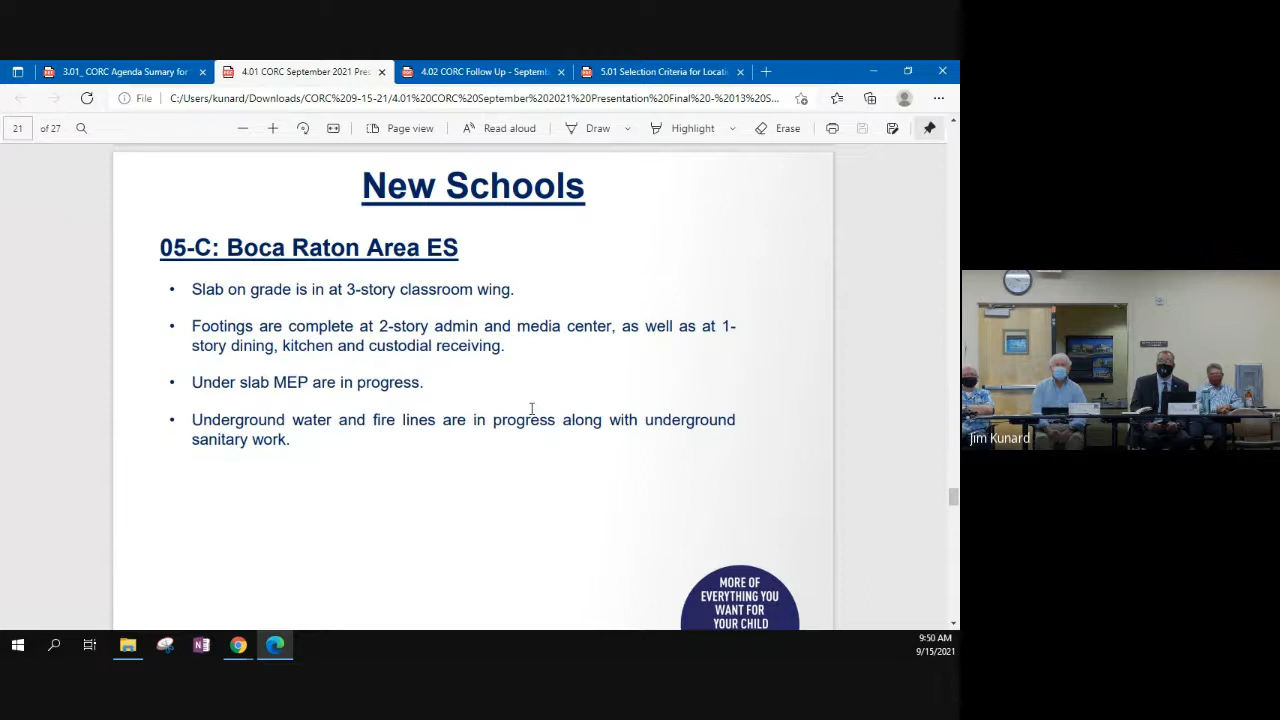 3.01_ CORC Agenda Sumary for
4.01 CORC September 2021 Pres
4.02 CORC Follow Up - Septemb
5.01 Selection Criteria for Locati
File
C:/Users/kunard/Downloads/CORC%209-15-21/4.01%20CORC%20September%202021%20Presentation%20Final%20-%2013%20S...
21
of 27
Page view
Read aloud
Draw
Highlight
Erase
New Schools
05-C: Boca Raton Area ES
• Slab on grade is in at 3-story classroom wing.
• Footings are complete at 2-story admin and media center, as well as at 1-
story dining, kitchen and custodial receiving.
• Under slab MEP are in progress.
• Underground water and fire lines are in progress along with underground
sanitary work.
MORE OF
EVERYTHING YOU
WANT FOR
YOUR CHILD
Jim Kunard
9:50 AM
9/15/2021